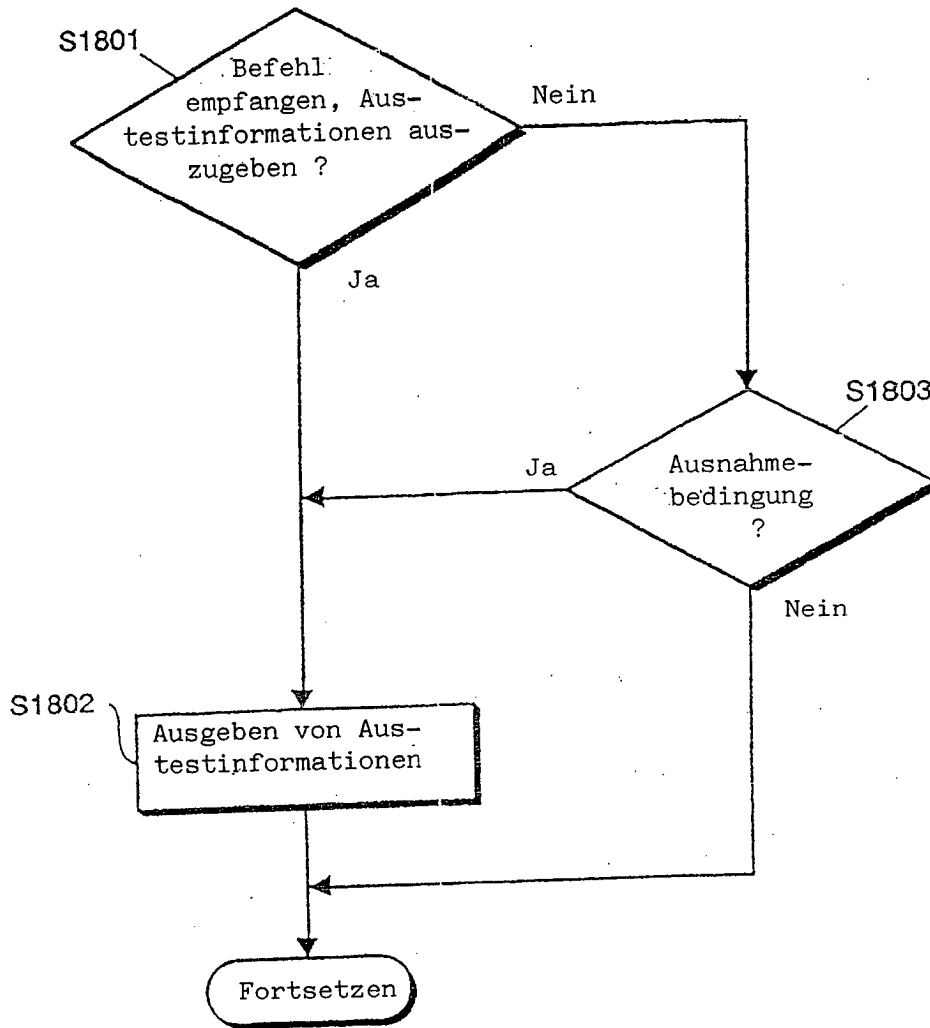 S1801
Befehl
empfangen, Aus-
testinformationen aus-
zugeben ?
Nein
Ja
S1803
Ja
Ausnahme-
bedingung
?
Nein
S1802
Ausgeben von Aus-
testinformationen
Fortsetzen